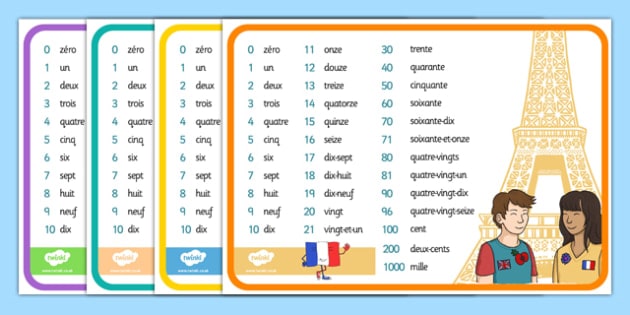 0 zéro
1 un
2 deux
3 trois
4 quatre
5 cinq
6 six
7 sept
8 huit
9 neuf
10 dix
twinkl
0 zéro
1 un
2 deux
3 trois
4 quatre
5 cinq
6 six
7 sept
8 huit
9 neuf
10 dix
twinkl
0 zéro
1 un
2 deux
3 trois
4 quatre
5 cinq
6 six
7 sept
8 huit
9 neuf
10 dix
twinkl
0 zéro
1 un
2 deux
3 trois
4 quatre
5 cinq
6 six
7 sept
8 huit
9 neuf
10 dix
11 onze
12 douze
13 treize
14 quatorze
15 quinze
16 seize
17 dix-sept
18 dix-huit
19 dix-neuf
20 vingt
21 vingt-et-un
30 trente
40 quarante
50 cinquante
60 soixante
70 soixante-dix
71 soixante-et-onze
80 quatre-vingts
81 quatre-vingt-un
90 quatre-vingt-dix
96 quatre-vingt-seize
100 cent
200 deux-cents
1000 mille
twinkl